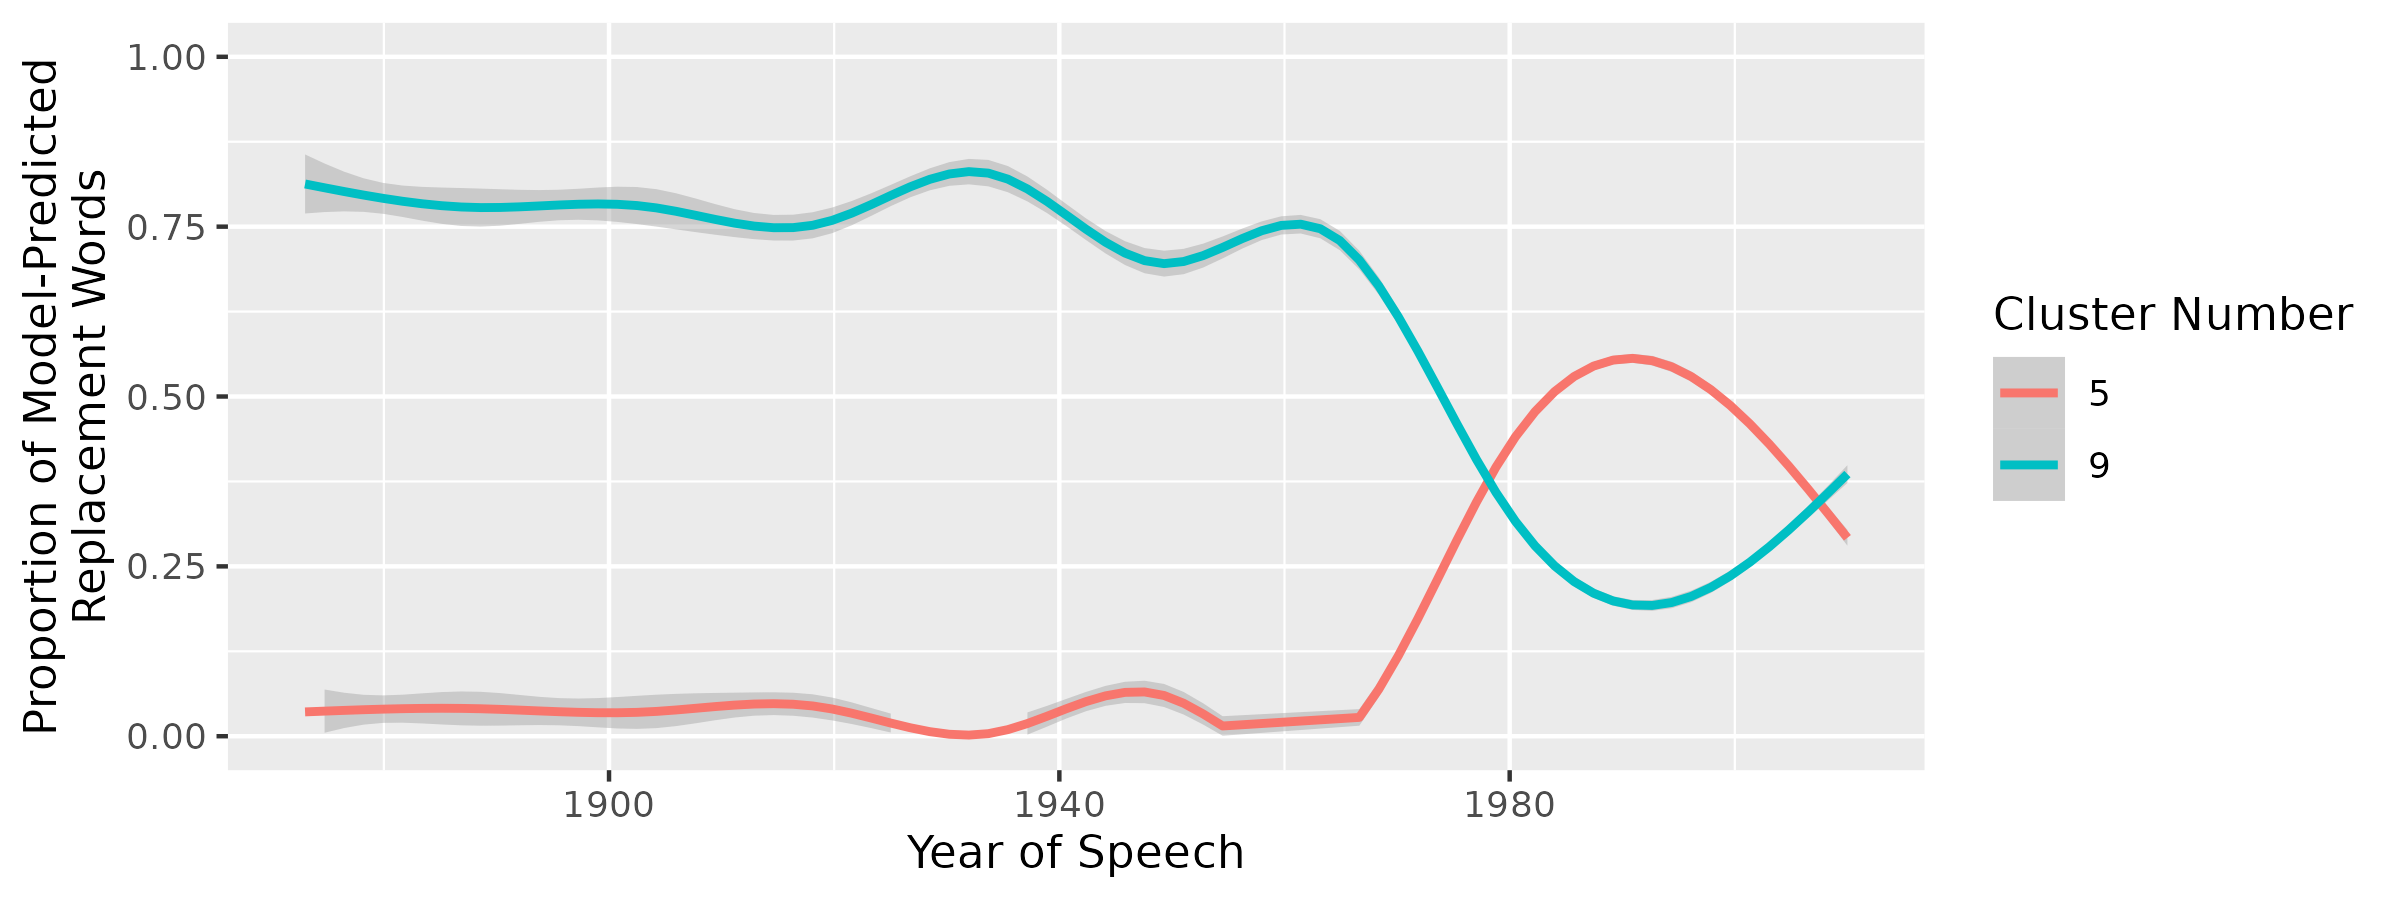 Proportion of Model-Predicted
Replacement Words
1.00
0.75
0.50
0.25
0.00
1900
1940
1980
Year of Speech
Cluster Number
5
9